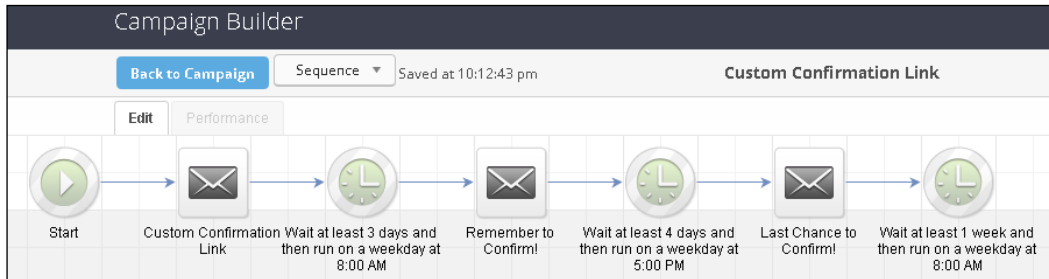 Campaign Builder
Back to Campaign Sequence Saved at 10:12:43 pm Custom Confirmation Link
Edit Performance
Start
Custom Confirmation
Link
Wait at least 3 days and
then run on a weekday at
8:00 AM
Remember to
Confirm!
Wait at least 4 days and
then run on a weekday at
5:00 PM
Last Chance to
Confirm!
Wait at least 1 week and
then run on a weekday at
8:00 AM